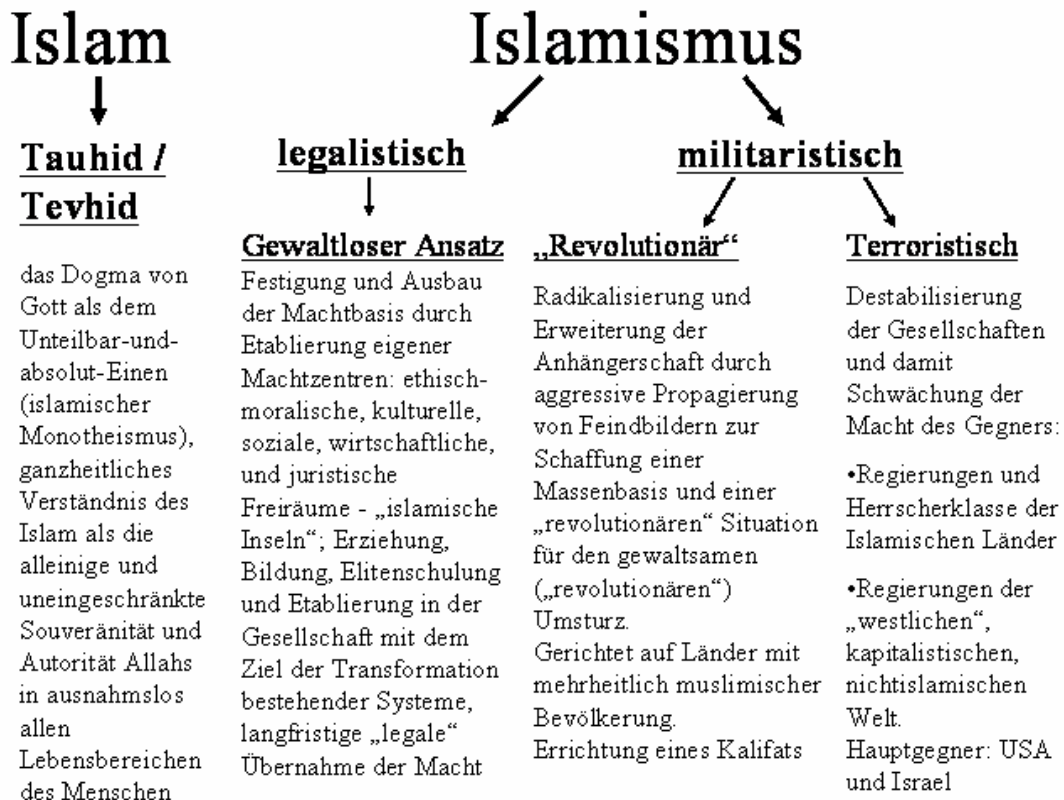 Islam
Islamismus
Tauhid /
Tevhid
das Dogma von
Gott als dem
Unteilbar-und-
absolut-Einen
(islamischer
Monotheismus),
ganzheitliches
Verständnis des
Islam als die
alleinige und
uneingeschränkte
Souveränität und
Autorität Allahs
in ausnahmslos
allen
Lebensbereichen
des Menschen
legalistisch
Gewaltloser Ansatz
Festigung und Ausbau
der Machtbasis durch
Etablierung eigener
Machtzentren: ethisch-
moralische, kulturelle,
soziale, wirtschaftliche,
und juristische
Freiräume - „islamische
Inseln“; Erziehung,
Bildung, Elitenschulung
und Etablierung in der
Gesellschaft mit dem
Ziel der Transformation
bestehender Systeme,
langfristige „legale“
Übernahme der Macht
militaristisch
„Revolutionär“
Radikalisierung und
Erweiterung der
Anhängerschaft durch
aggressive Propagierung
von Feindbildern zur
Schaffung einer
Massenbasis und einer
„revolutionären“ Situation
für den gewaltsamen
(„revolutionären“)
Umsturz.
Gerichtet auf Länder mit
mehrheitlich muslimischer
Bevölkerung.
Errichtung eines Kalifats
Terroristisch
Destabilisierung
der Gesellschaften
und damit
Schwächung der
Macht des Gegners:
•Regierungen und
Herrscherklasse der
Islamischen Länder
•Regierungen der
„westlichen“,
kapitalistischen,
nichtislamischen
Welt.
Hauptgegner: USA
und Israel